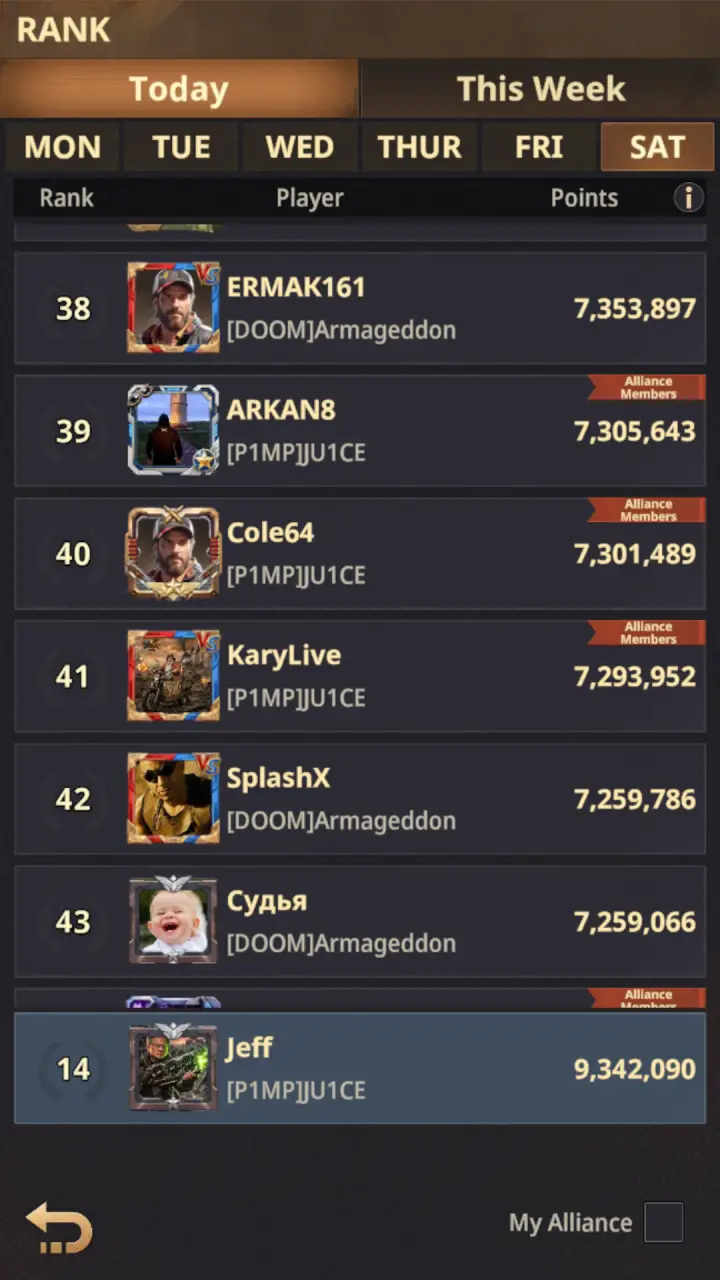 RANK
Today
This Week
MON TUE WED THUR FRI SAT
Rank Player Points i
38
ERMAK161
[DOOM]Armageddon
7,353,897
39
ARKAN8
[P1MP]JU1CE
Alliance
Members
7,305,643
40
Cole64
[P1MP]JU1CE
Alliance
Members
7,301,489
41
KaryLive
[P1MP]JU1CE
Alliance
Members
7,293,952
42
SplashX
[DOOM]Armageddon
7,259,786
43
Судья
[DOOM]Armageddon
7,259,066
Alliance
Members
14
Jeff
[P1MP]JU1CE
9,342,090
My Alliance